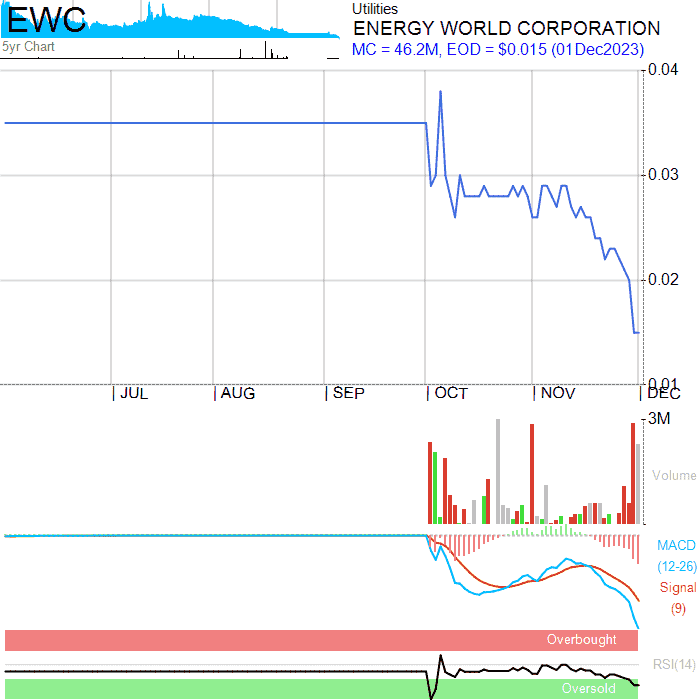 EWC
5yr Chart
Utilities
ENERGY WORLD CORPORATION
MC = 46.2M, EOD = $0.015 (01Dec2023)
0.04
0.03
0.02
0.01
JUL AUG SEP OCT NOV DEC
3M
Volume
MACD
(12-26)
Signal
(9)
Overbought
RSI(14)
Oversold